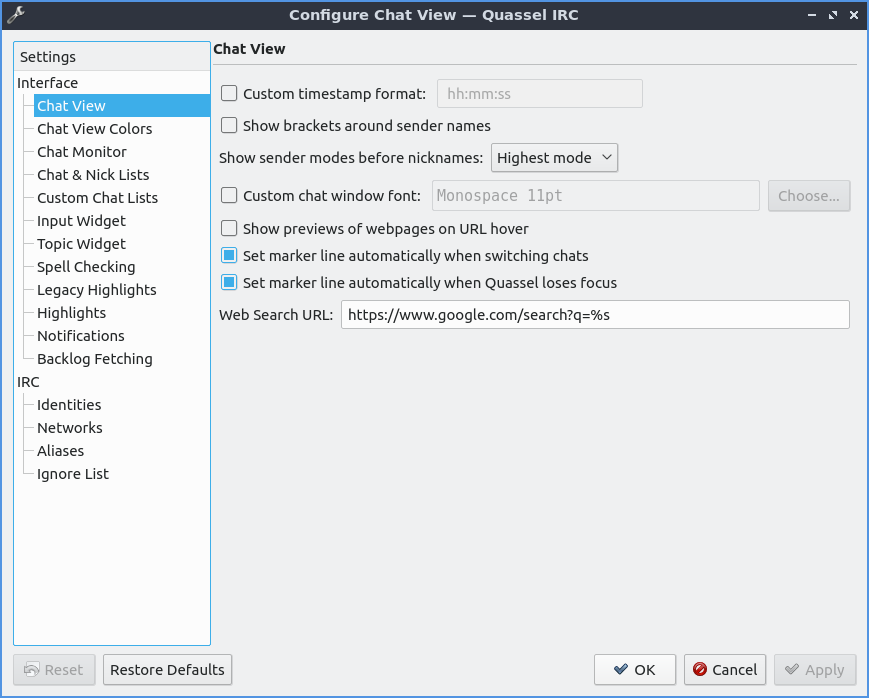 Configure Chat View — Quassel IRC
Settings
Interface
Chat View
Chat View Colors
Chat Monitor
Chat & Nick Lists
Custom Chat Lists
Input Widget
Topic Widget
Spell Checking
Legacy Highlights
Highlights
Notifications
Backlog Fetching
IRC
Identities
Networks
Aliases
Ignore List
Chat View
Custom timestamp format: hh:mm:ss
Show brackets around sender names
Show sender modes before nicknames: Highest mode
Custom chat window font: Monospace 11pt Choose...
Show previews of webpages on URL hover
Set marker line automatically when switching chats
Set marker line automatically when Quassel loses focus
Web Search URL: https://www.google.com/search?q=%s
Reset Restore Defaults OK Cancel Apply